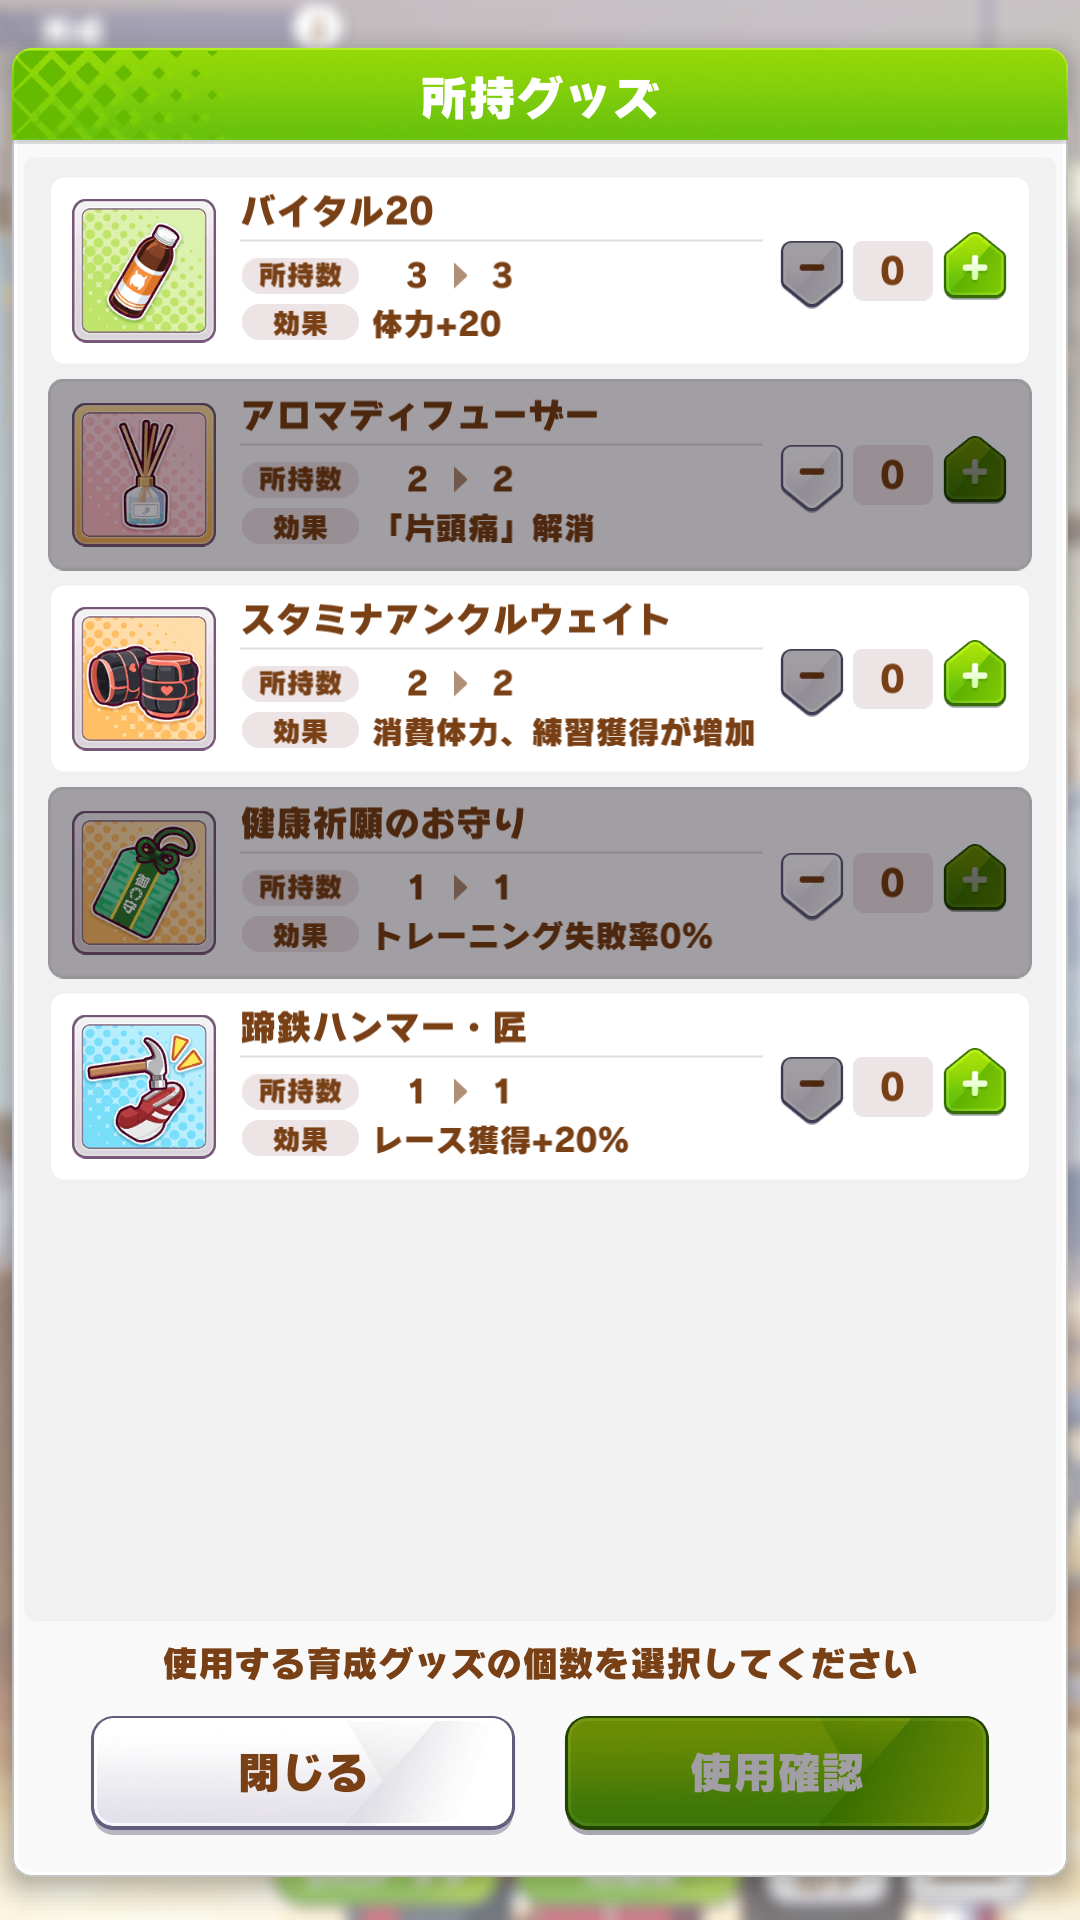 所持グッズ
バイタル20
所持数 3 ▶ 3
効果 体力+20
− 0 +
アロマディフューザー
所持数 2 ▶ 2
効果 「片頭痛」解消
− 0 +
スタミナアンクルウェイト
所持数 2 ▶ 2
効果 消費体力、練習獲得が増加
− 0 +
健康祈願のお守り
所持数 1 ▶ 1
効果 トレーニング失敗率0%
− 0 +
蹄鉄ハンマー・匠
所持数 1 ▶ 1
効果 レース獲得+20%
− 0 +
使用する育成グッズの個数を選択してください
閉じる
使用確認